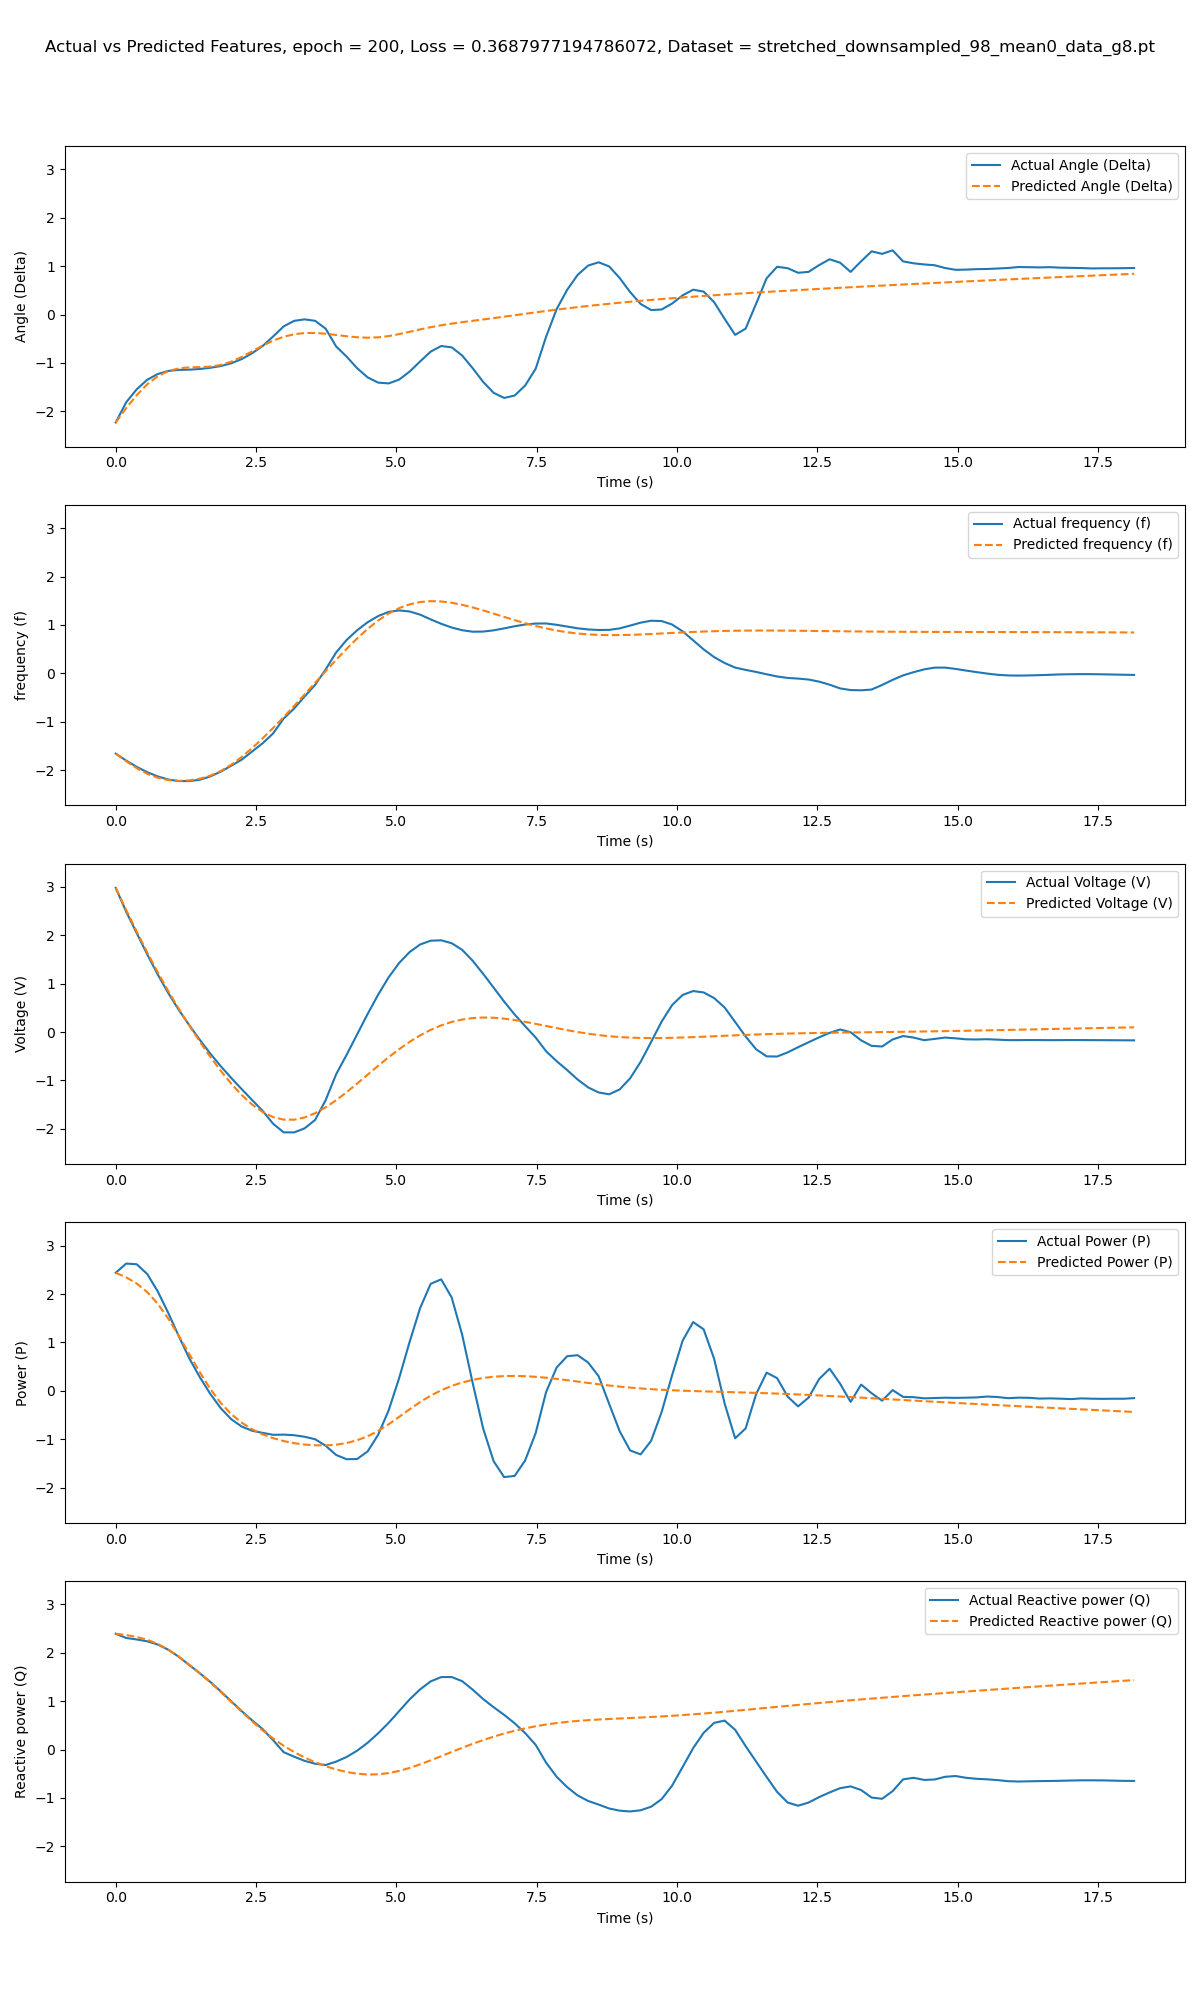 Actual vs Predicted Features, epoch = 200, Loss = 0.3687977194786072, Dataset = stretched_downsampled_98_mean0_data_g8.pt
Actual Angle (Delta)
Predicted Angle (Delta)
Angle (Delta)
3
2
1
0
−1
−2
0.0 2.5 5.0 7.5 10.0 12.5 15.0 17.5
Time (s)
Actual frequency (f)
Predicted frequency (f)
frequency (f)
3
2
1
0
−1
−2
0.0 2.5 5.0 7.5 10.0 12.5 15.0 17.5
Time (s)
Actual Voltage (V)
Predicted Voltage (V)
Voltage (V)
3
2
1
0
−1
−2
0.0 2.5 5.0 7.5 10.0 12.5 15.0 17.5
Time (s)
Actual Power (P)
Predicted Power (P)
Power (P)
3
2
1
0
−1
−2
0.0 2.5 5.0 7.5 10.0 12.5 15.0 17.5
Time (s)
Actual Reactive power (Q)
Predicted Reactive power (Q)
Reactive power (Q)
3
2
1
0
−1
−2
0.0 2.5 5.0 7.5 10.0 12.5 15.0 17.5
Time (s)